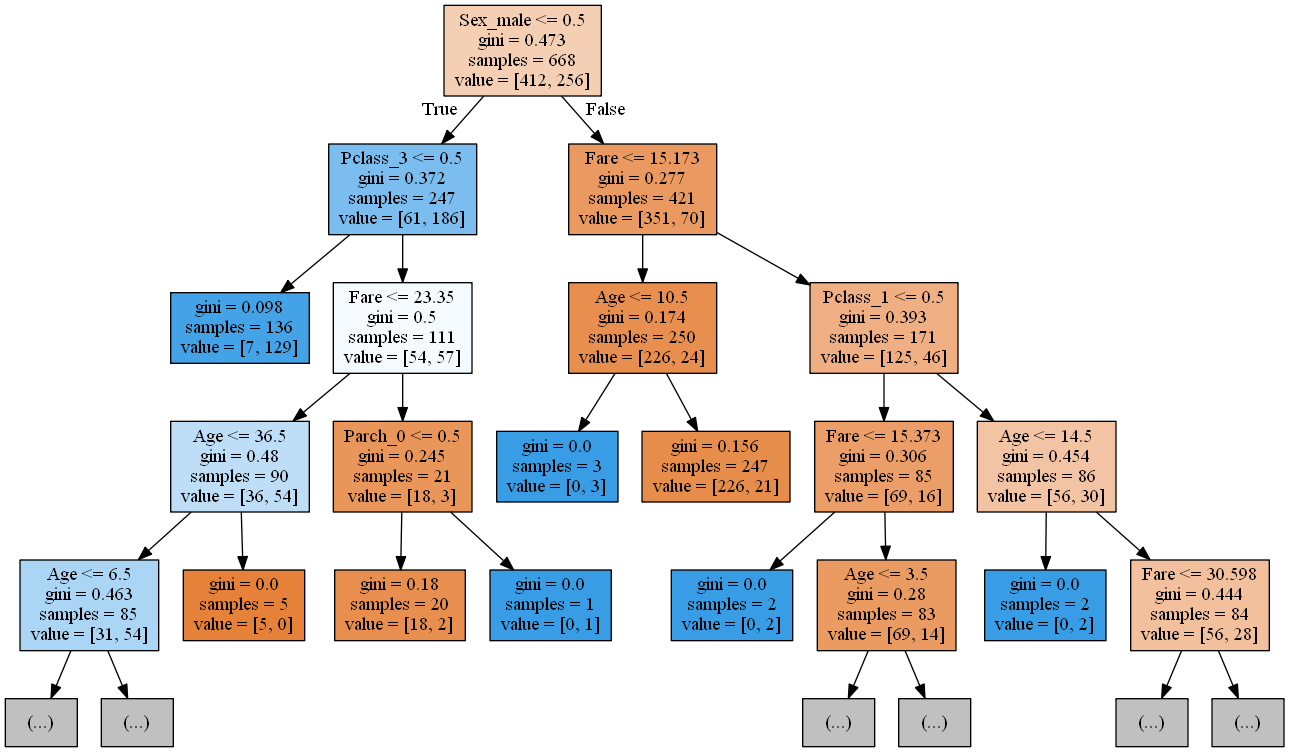 Sex_male <= 0.5
gini = 0.473
samples = 668
value = [412, 256]
True
False
Pclass_3 <= 0.5
gini = 0.372
samples = 247
value = [61, 186]
Fare <= 15.173
gini = 0.277
samples = 421
value = [351, 70]
gini = 0.098
samples = 136
value = [7, 129]
Fare <= 23.35
gini = 0.5
samples = 111
value = [54, 57]
Age <= 10.5
gini = 0.174
samples = 250
value = [226, 24]
Pclass_1 <= 0.5
gini = 0.393
samples = 171
value = [125, 46]
Age <= 36.5
gini = 0.48
samples = 90
value = [36, 54]
Parch_0 <= 0.5
gini = 0.245
samples = 21
value = [18, 3]
gini = 0.0
samples = 3
value = [0, 3]
gini = 0.156
samples = 247
value = [226, 21]
Fare <= 15.373
gini = 0.306
samples = 85
value = [69, 16]
Age <= 14.5
gini = 0.454
samples = 86
value = [56, 30]
Age <= 6.5
gini = 0.463
samples = 85
value = [31, 54]
gini = 0.0
samples = 5
value = [5, 0]
gini = 0.18
samples = 20
value = [18, 2]
gini = 0.0
samples = 1
value = [0, 1]
gini = 0.0
samples = 2
value = [0, 2]
Age <= 3.5
gini = 0.28
samples = 83
value = [69, 14]
gini = 0.0
samples = 2
value = [0, 2]
Fare <= 30.598
gini = 0.444
samples = 84
value = [56, 28]
(...)
(...)
(...)
(...)
(...)
(...)